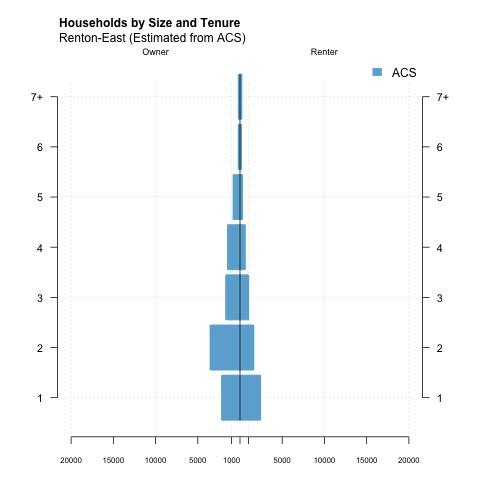 Households by Size and Tenure
Renton-East (Estimated from ACS)
Owner Renter
ACS
7+ 7+
6 6
5 5
4 4
3 3
2 2
1 1
20000 15000 10000 5000 1000 5000 10000 15000 20000